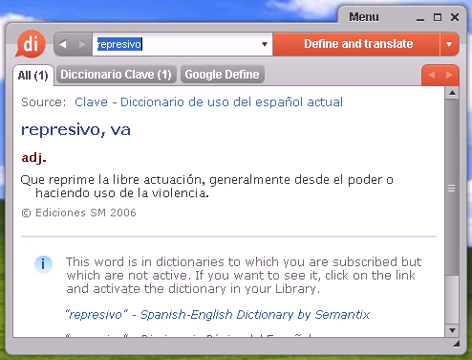 Menu
di
represivo
Define and translate
All (1)
Diccionario Clave (1)
Google Define
Source: Clave - Diccionario de uso del español actual
represivo, va
adj.
Que reprime la libre actuación, generalmente desde el poder o
haciendo uso de la violencia.
© Ediciones SM 2006
i
This word is in dictionaries to which you are subscribed but
which are not active. If you want to see it, click on the link
and activate the dictionary in your Library.
"represivo" - Spanish-English Dictionary by Semantix